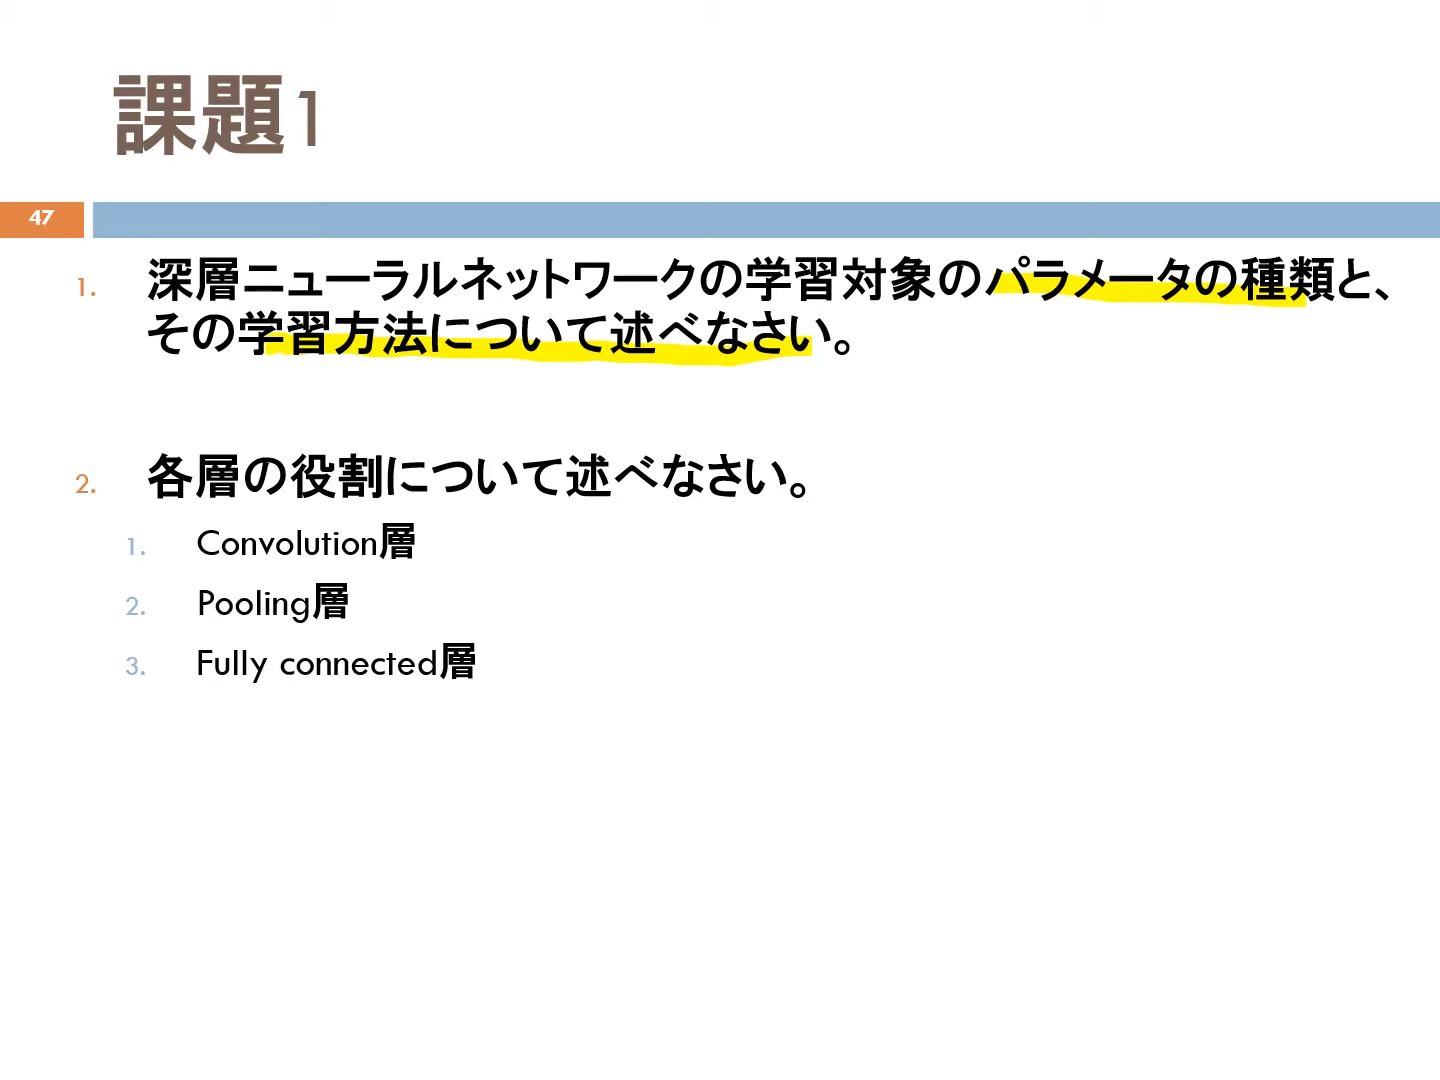 課題1
47
1. 深層ニューラルネットワークの学習対象のパラメータの種類と、
その学習方法について述べなさい。
2. 各層の役割について述べなさい。
1. Convolution層
2. Pooling層
3. Fully connected層